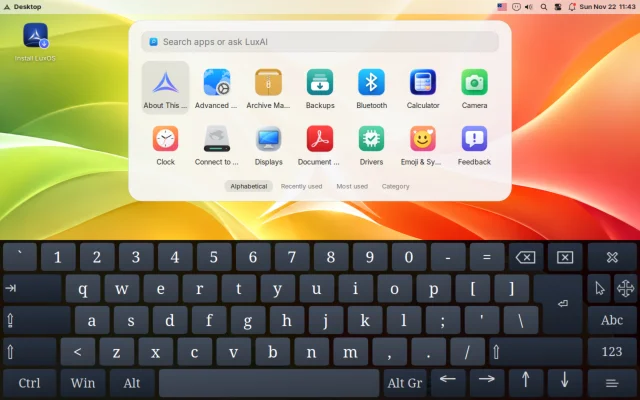 Desktop
Sun Nov 22 11:43
Install LuxOS
Search apps or ask LuxAI
About This ...
Advanced ...
Archive Ma...
Backups
Bluetooth
Calculator
Camera
Clock
Connect to ...
Displays
Document ...
Drivers
Emoji & Sy...
Feedback
Alphabetical Recently used Most used Category
` 1 2 3 4 5 6 7 8 9 0 - =
q w e r t y u i o p [ ]
a s d f g h j k l ; ' \ Abc
< z x c v b n m , . / 123
Ctrl Win Alt Alt Gr